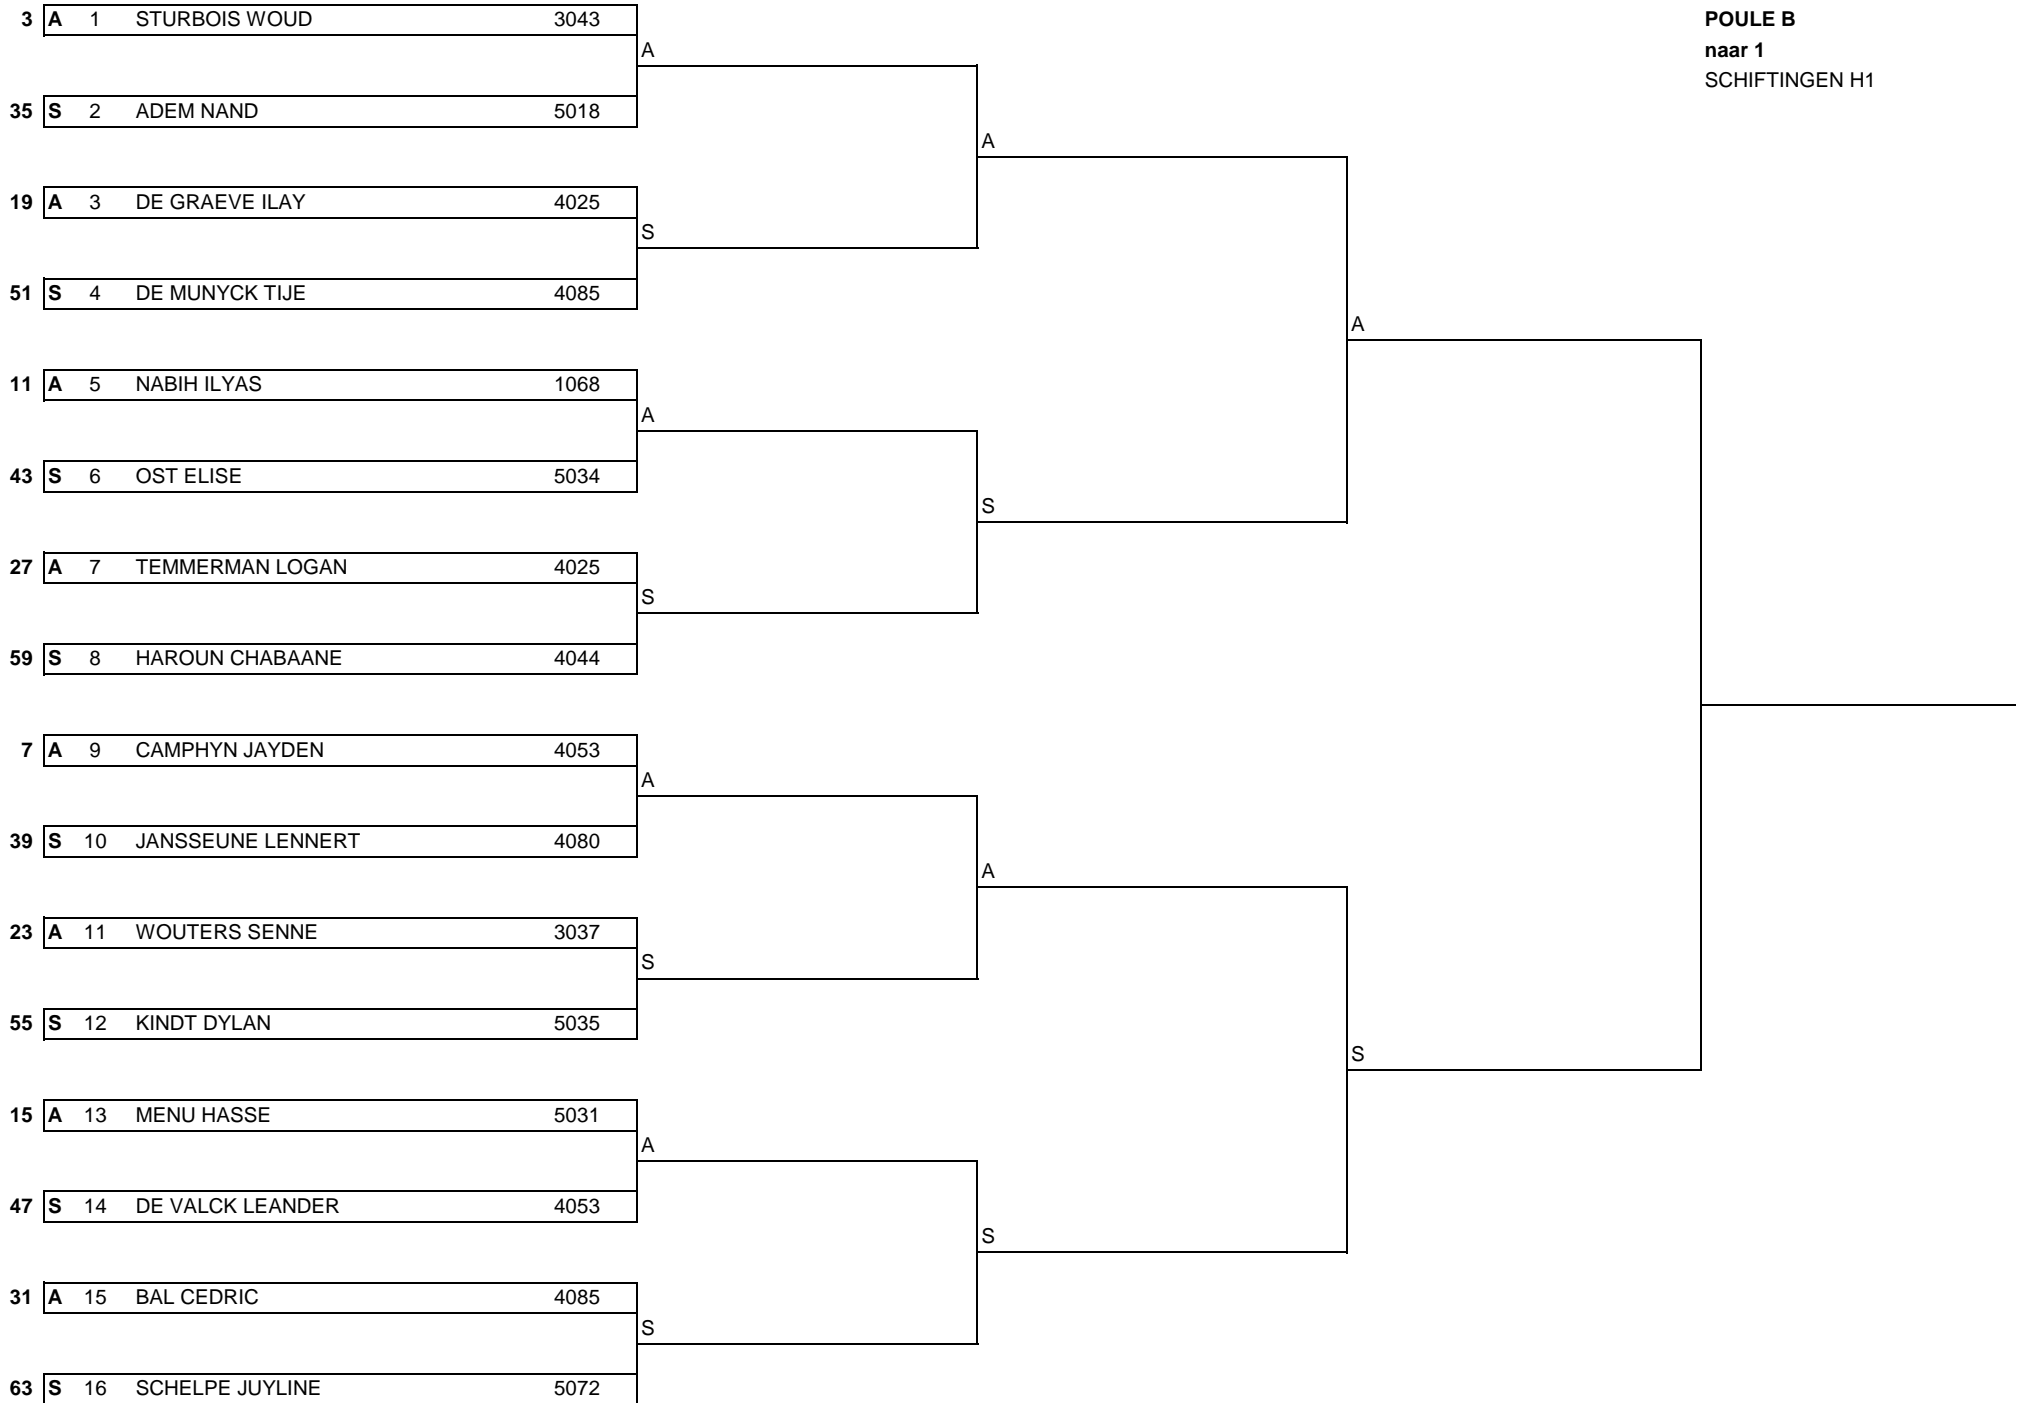 3 A 1 STURBOIS WOUD 3043
POULE B
A
naar 1
SCHIFTINGEN H1
35 S 2 ADEM NAND 5018
A
19 A 3 DE GRAEVE ILAY 4025
S
51 S 4 DE MUNYCK TIJE 4085
A
11 A 5 NABIH ILYAS 1068
A
43 S 6 OST ELISE 5034
S
27 A 7 TEMMERMAN LOGAN 4025
S
59 S 8 HAROUN CHABAANE 4044
7 A 9 CAMPHYN JAYDEN 4053
A
39 S 10 JANSSEUNE LENNERT 4080
A
23 A 11 WOUTERS SENNE 3037
S
55 S 12 KINDT DYLAN 5035
S
15 A 13 MENU HASSE 5031
A
47 S 14 DE VALCK LEANDER 4053
S
31 A 15 BAL CEDRIC 4085
S
63 S 16 SCHELPE JUYLINE 5072